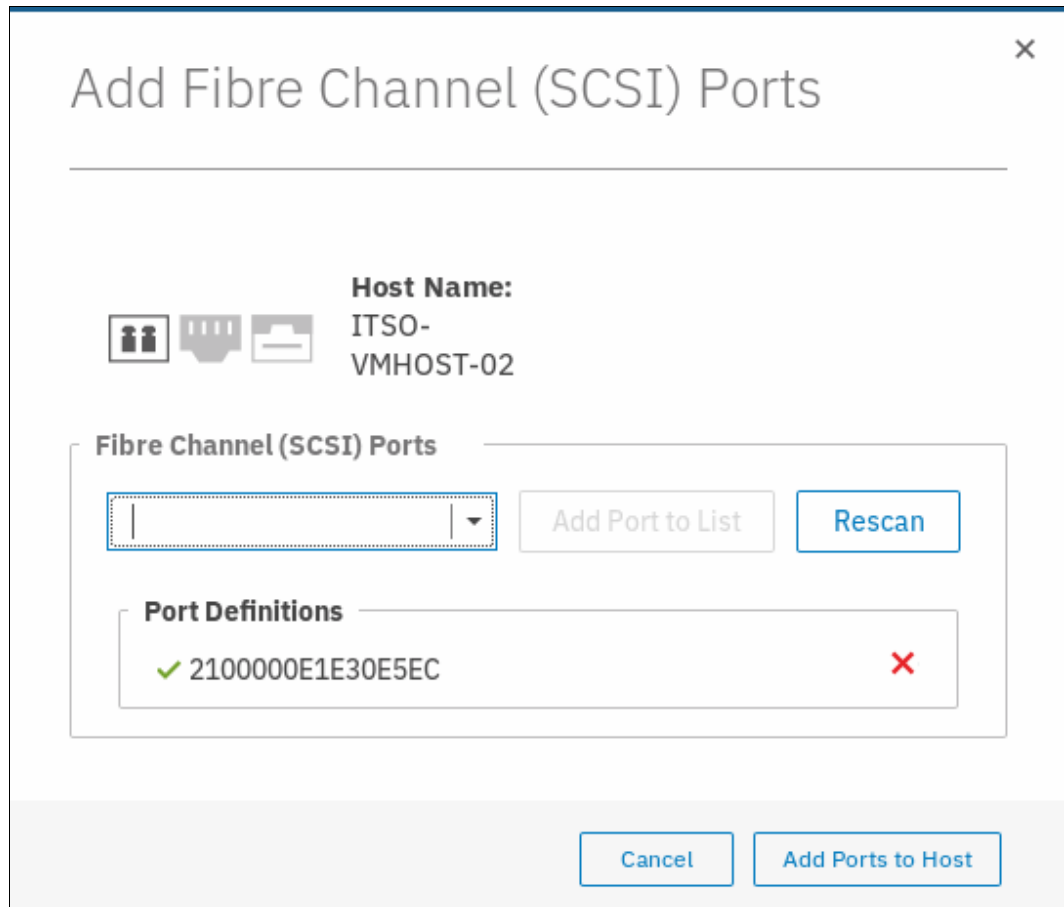 Add Fibre Channel (SCSI) Ports
Host Name:
ITSO-
VMHOST-02
Fibre Channel (SCSI) Ports
Add Port to List
Rescan
Port Definitions
2100000E1E30E5EC
Cancel
Add Ports to Host